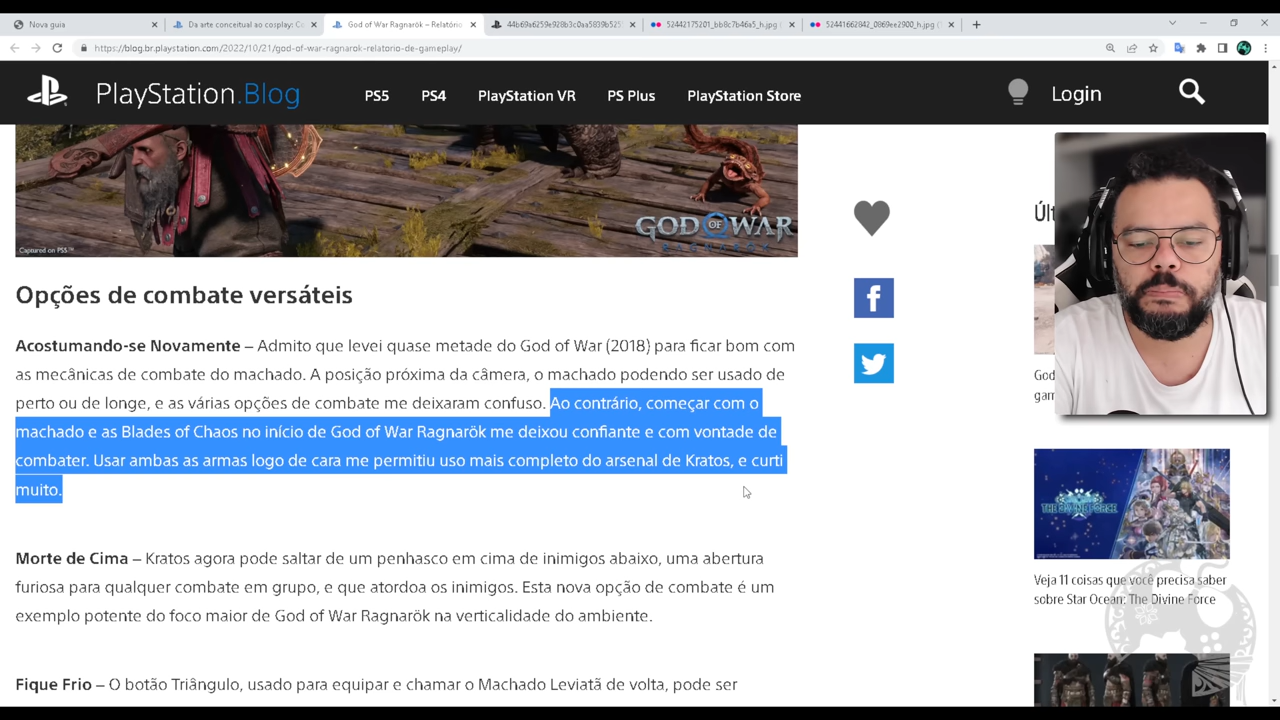 Nova guia
Da arte conceitual ao cosplay: Co
God of War Ragnarök – Relatório
44b69a6259e928b3c0aa5839b525
52442175201_bb8c7b46a5_h.jpg (
52441662842_0869ee2900_h.jpg (
https://blog.br.playstation.com/2022/10/21/god-of-war-ragnarok-relatorio-de-gameplay/
PlayStation.Blog
PS5
PS4
PlayStation VR
PS Plus
PlayStation Store
Login
Captured on PS5™
GOD OF WAR
RAGNARÖK
Opções de combate versáteis
Acostumando-se Novamente – Admito que levei quase metade do God of War (2018) para ficar bom com
as mecânicas de combate do machado. A posição próxima da câmera, o machado podendo ser usado de
perto ou de longe, e as várias opções de combate me deixaram confuso. Ao contrário, começar com o
machado e as Blades of Chaos no início de God of War Ragnarök me deixou confiante e com vontade de
combater. Usar ambas as armas logo de cara me permitiu uso mais completo do arsenal de Kratos, e curti
muito.
Morte de Cima – Kratos agora pode saltar de um penhasco em cima de inimigos abaixo, uma abertura
furiosa para qualquer combate em grupo, e que atordoa os inimigos. Esta nova opção de combate é um
exemplo potente do foco maior de God of War Ragnarök na verticalidade do ambiente.
Fique Frio – O botão Triângulo, usado para equipar e chamar o Machado Leviatã de volta, pode ser
Últ
God
gam
THE DIVINE FORCE
Veja 11 coisas que você precisa saber
sobre Star Ocean: The Divine Force